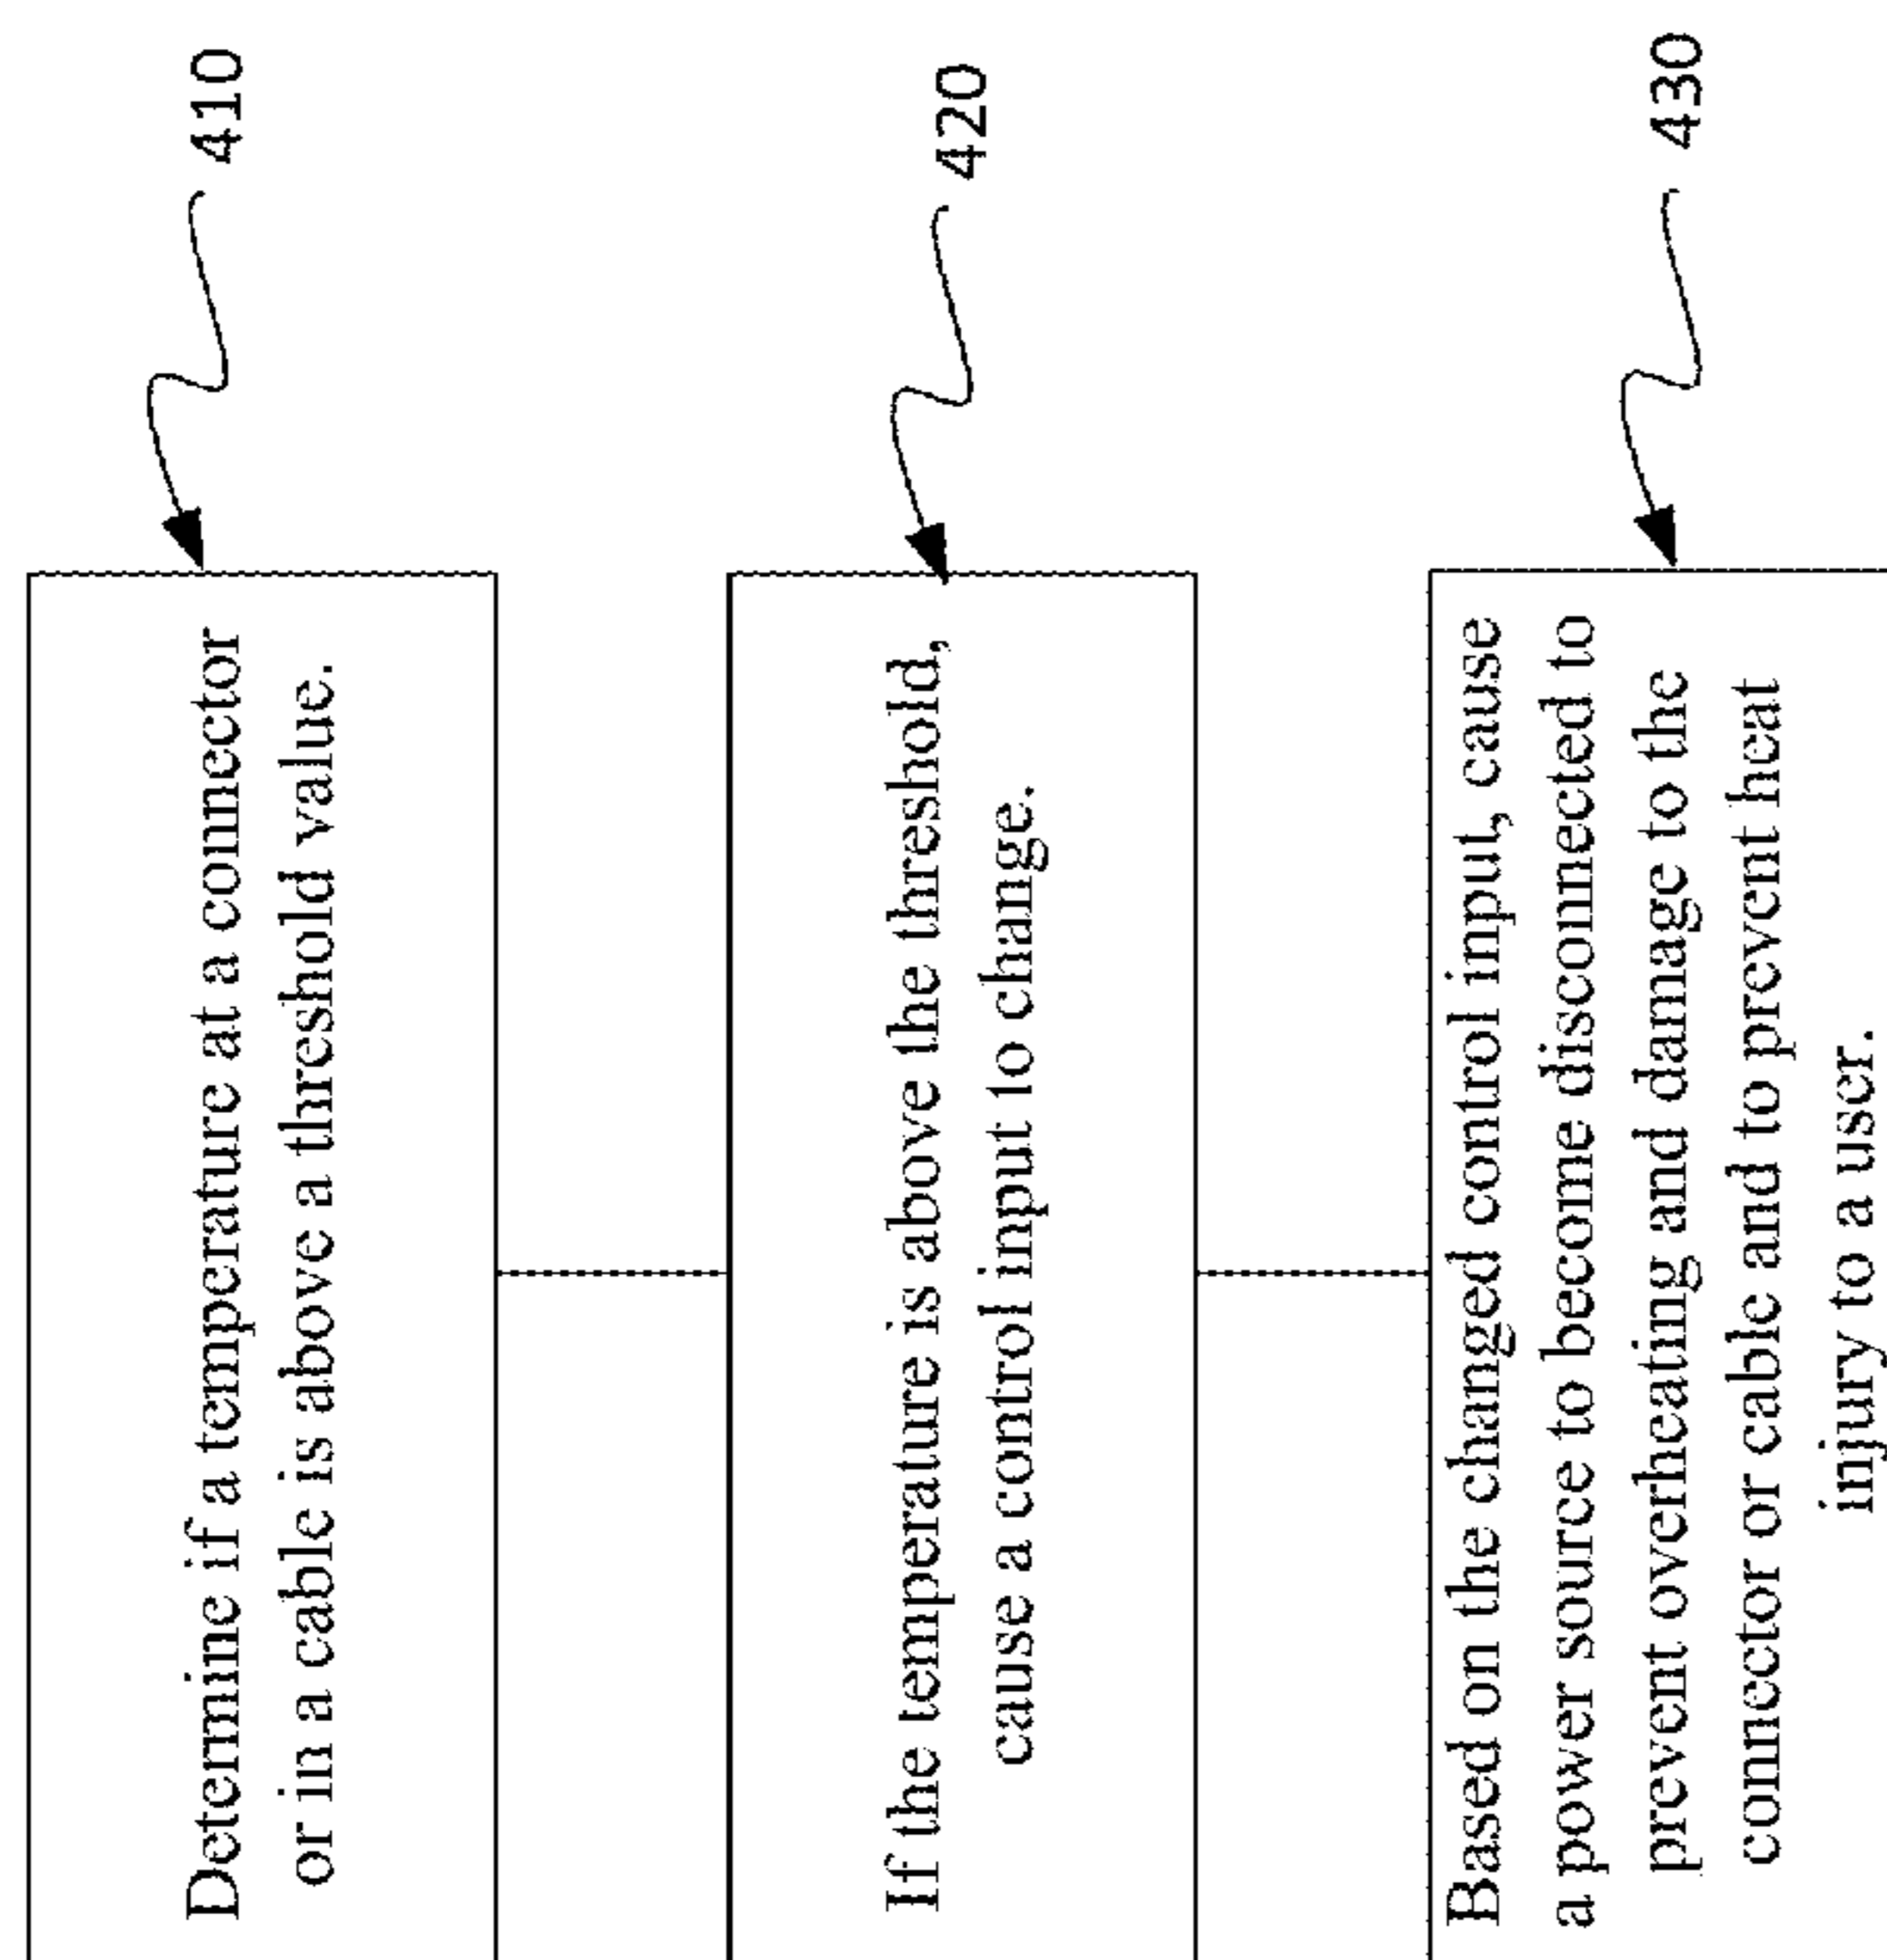 Determine if a temperature at a connector
or in a cable is above a threshold value.
410
If the temperature is above the threshold,
cause a control input to change.
420
Based on the changed control input, cause
a power source to become disconnected to
prevent overheating and damage to the
connector or cable and to prevent heat
injury to a user.
430